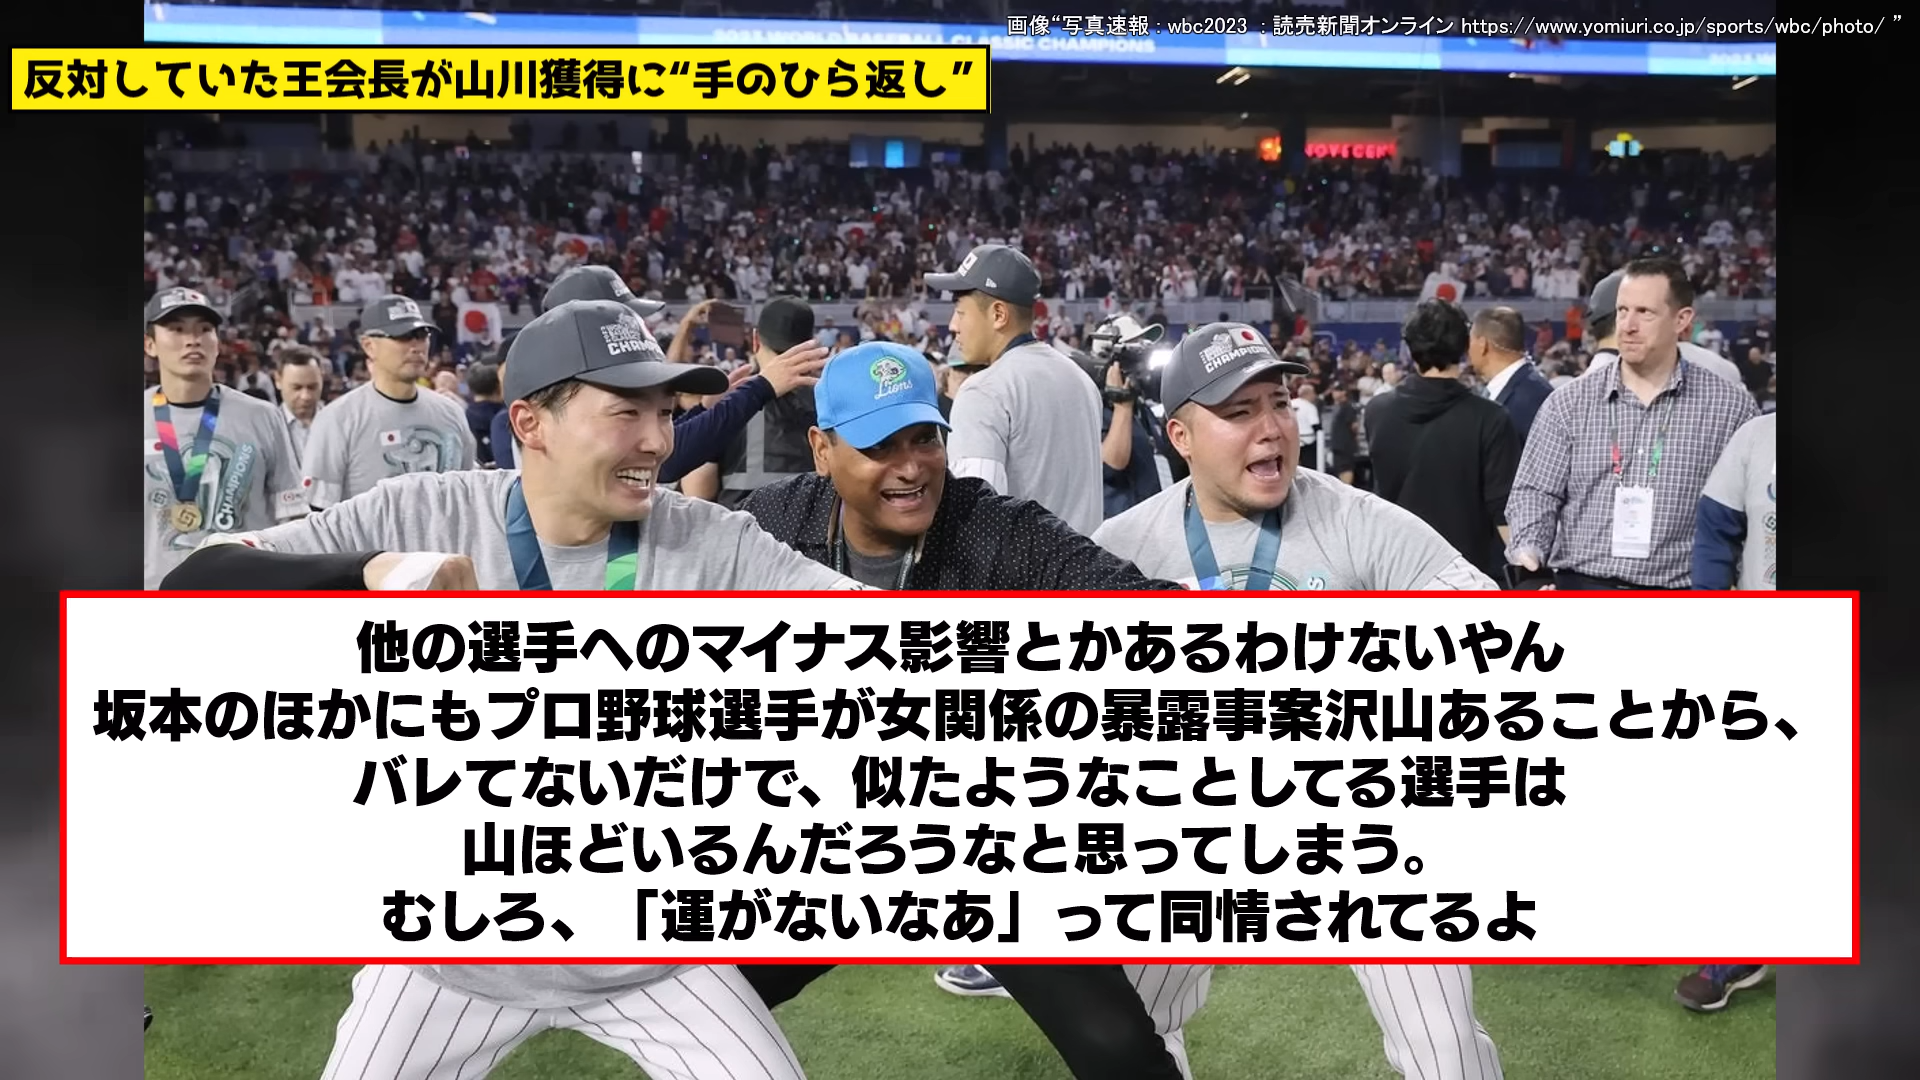 画像“写真速報 : wbc2023 : 読売新聞オンライン https://www.yomiuri.co.jp/sports/wbc/photo/ ”
2023 WORLD BASEBALL CLASSIC CHAMPIONS
反対していた王会長が山川獲得に“手のひら返し”
Lions
CHAMPIONS
他の選手へのマイナス影響とかあるわけないやん
坂本のほかにもプロ野球選手が女関係の暴露事案沢山あることから、
バレてないだけで、似たようなことしてる選手は
山ほどいるんだろうなと思ってしまう。
むしろ、「運がないなあ」って同情されてるよ